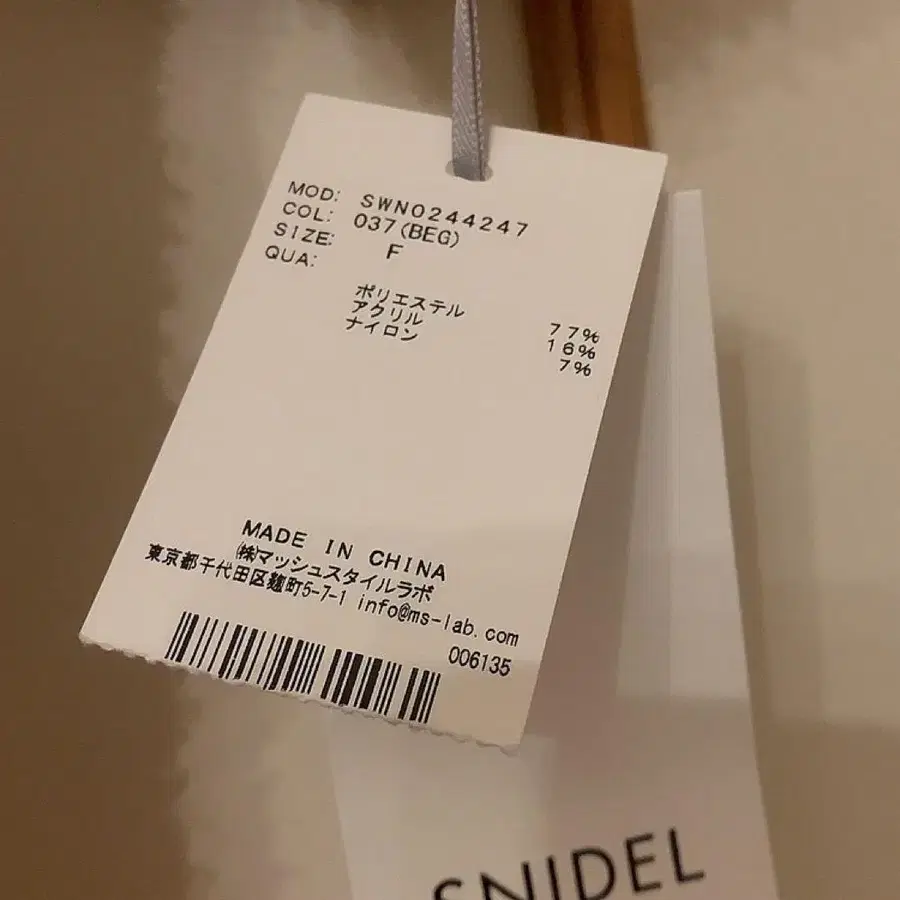 MOD: SWN0244247
COL: 037(BEG)
SIZE: F
QUA:
ポリエステル 77%
アクリル 16%
ナイロン 7%
MADE IN CHINA
㈱マッシュスタイルラボ
東京都千代田区麹町5-7-1 info@ms-lab.com
006135
SNIDEL